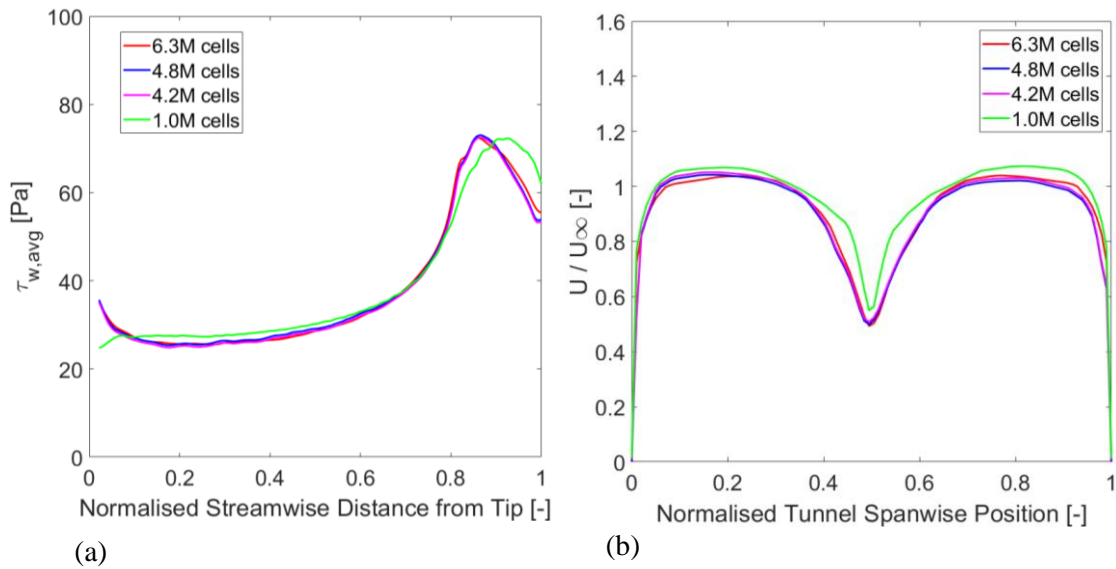 100
80
60
40
20
0
τw,avg [Pa]
6.3M cells
4.8M cells
4.2M cells
1.0M cells
0 0.2 0.4 0.6 0.8 1
Normalised Streamwise Distance from Tip [-]
(a)
1.6
1.4
1.2
1
0.8
0.6
0.4
0.2
0
U / U∞ [-]
6.3M cells
4.8M cells
4.2M cells
1.0M cells
0 0.2 0.4 0.6 0.8 1
Normalised Tunnel Spanwise Position [-]
(b)